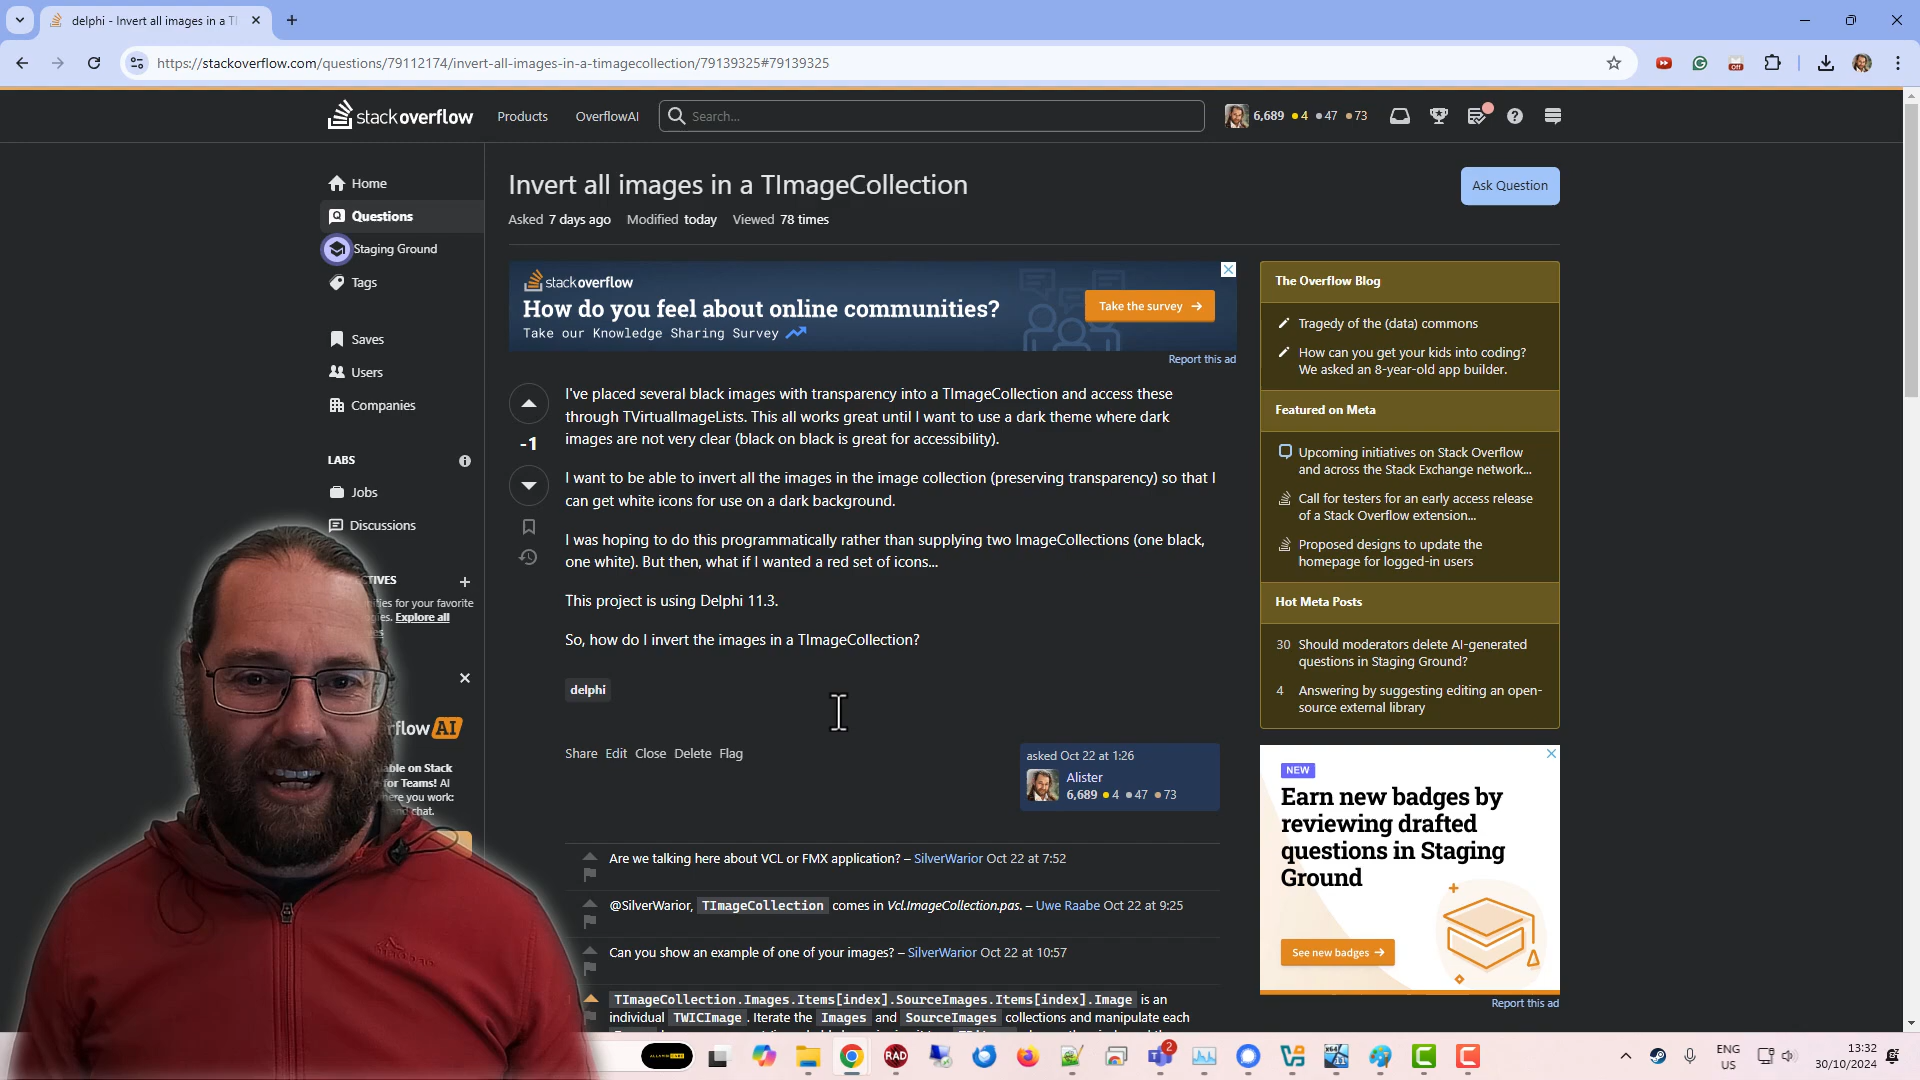 delphi - Invert all images in a TI
https://stackoverflow.com/questions/79112174/invert-all-images-in-a-timagecollection/79139325#79139325
stackoverflow
Products
OverflowAI
Search...
6,689 4 47 73
Home
Questions
Staging Ground
Tags
Saves
Users
Companies
LABS
Jobs
Discussions
CTIVES
ities for your favorite
Explore all
flow AI
able on Stack
for Teams! AI
here you work:
Invert all images in a TImageCollection
Ask Question
Asked 7 days ago Modified today Viewed 78 times
stackoverflow
How do you feel about online communities?
Take our Knowledge Sharing Survey
Take the survey →
Report this ad
-1
I've placed several black images with transparency into a TImageCollection and access these
through TVirtualImageLists. This all works great until I want to use a dark theme where dark
images are not very clear (black on black is great for accessibility).
I want to be able to invert all the images in the image collection (preserving transparency) so that I
can get white icons for use on a dark background.
I was hoping to do this programmatically rather than supplying two ImageCollections (one black,
one white). But then, what if I wanted a red set of icons...
This project is using Delphi 11.3.
So, how do I invert the images in a TImageCollection?
delphi
Share Edit Close Delete Flag
asked Oct 22 at 1:26
Alister
6,689 4 47 73
Are we talking here about VCL or FMX application? – SilverWarior Oct 22 at 7:52
@SilverWarior, TImageCollection comes in Vcl.ImageCollection.pas. – Uwe Raabe Oct 22 at 9:25
Can you show an example of one of your images? – SilverWarior Oct 22 at 10:57
TImageCollection.Images.Items[index].SourceImages.Items[index].Image is an
individual TWICImage. Iterate the Images and SourceImages collections and manipulate each
The Overflow Blog
Tragedy of the (data) commons
How can you get your kids into coding?
We asked an 8-year-old app builder.
Featured on Meta
Upcoming initiatives on Stack Overflow
and across the Stack Exchange network...
Call for testers for an early access release
of a Stack Overflow extension...
Proposed designs to update the
homepage for logged-in users
Hot Meta Posts
30 Should moderators delete AI-generated
questions in Staging Ground?
4 Answering by suggesting editing an open-
source external library
NEW
Earn new badges by
reviewing drafted
questions in Staging
Ground
See new badges →
Report this ad
RAD
2
ENG
US
13:32
30/10/2024